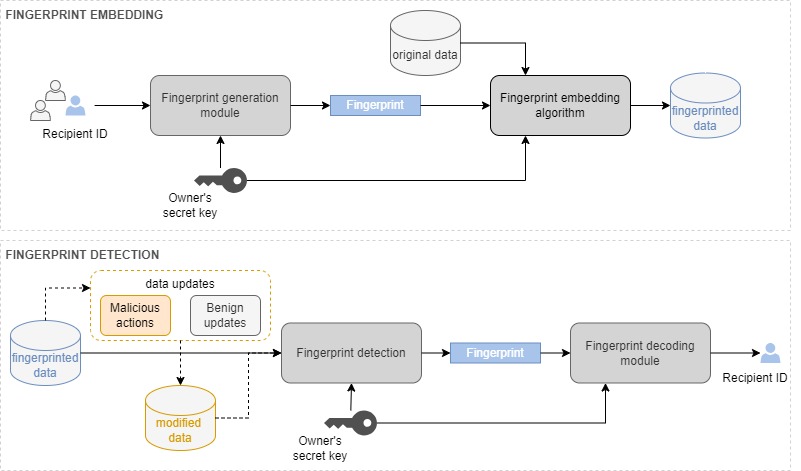 FINGERPRINT EMBEDDING
original data
Fingerprint generation
module
Fingerprint
Fingerprint embedding
algorithm
fingerprinted
data
Recipient ID
Owner's
secret key
FINGERPRINT DETECTION
data updates
Malicious
actions
Benign
updates
fingerprinted
data
Fingerprint detection
Fingerprint
Fingerprint decoding
module
Recipient ID
modified
data
Owner's
secret key